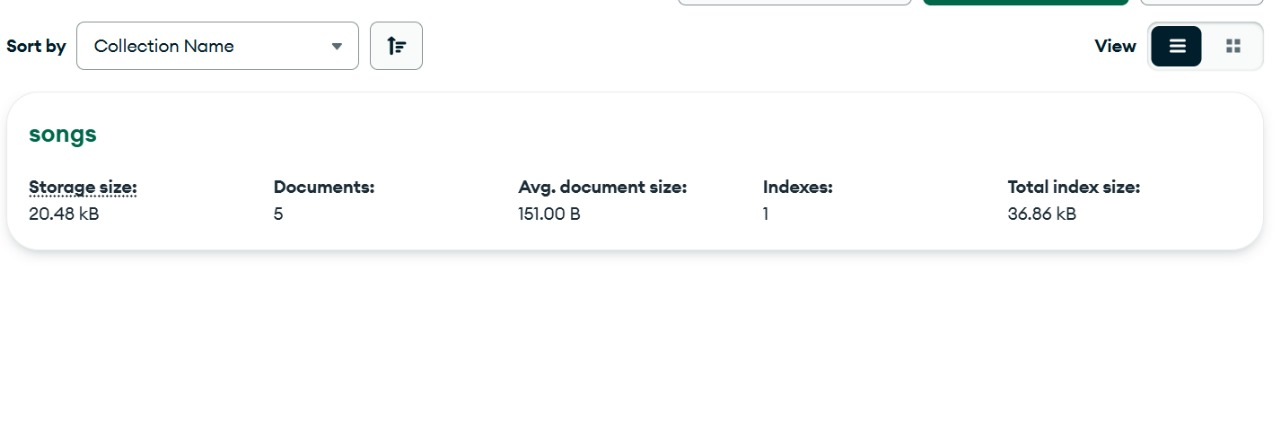 Sort by Collection Name View
songs
Storage size: Documents: Avg. document size: Indexes: Total index size:
20.48 kB 5 151.00 B 1 36.86 kB